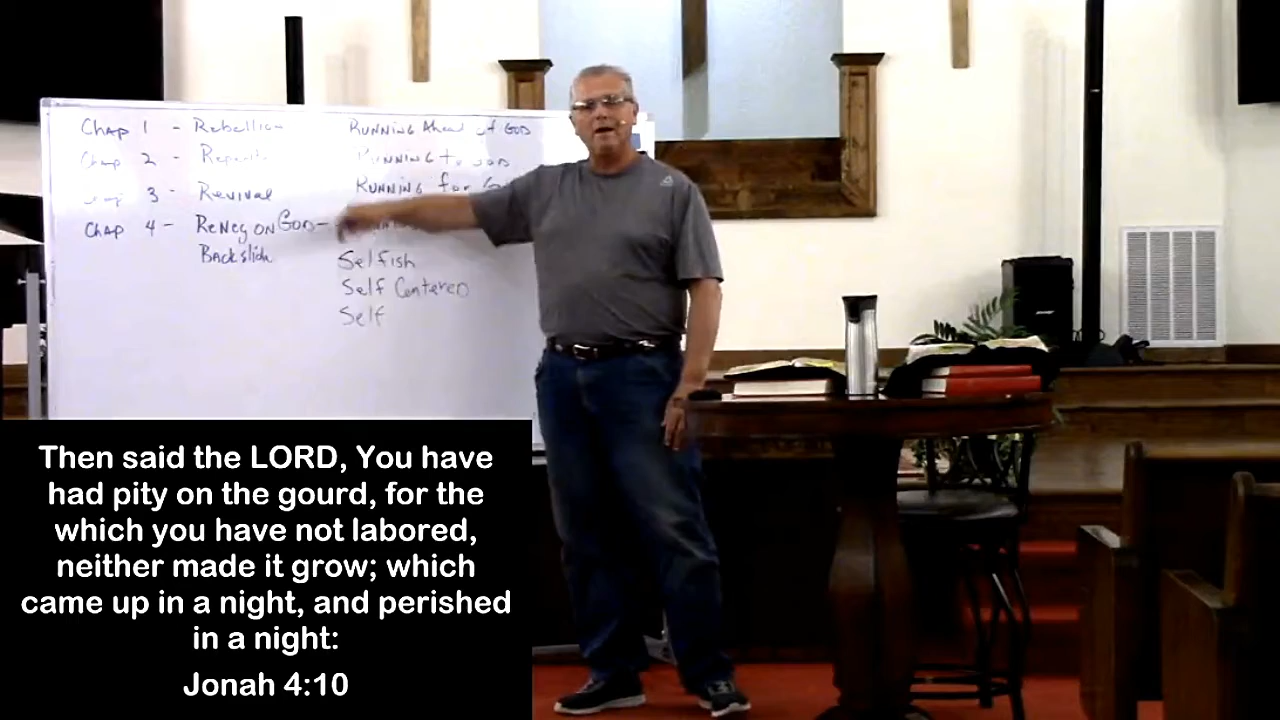 Chap 1 - Rebellion RUNNING Ahead of GOD
Chap 2 - Repent RUNNING to GOD
3 - Revival RUNNING for
Chap 4 - ReNeg ON GOD -
Backslide Selfish
Self Centered
Self
Then said the LORD, You have
had pity on the gourd, for the
which you have not labored,
neither made it grow; which
came up in a night, and perished
in a night:
Jonah 4:10